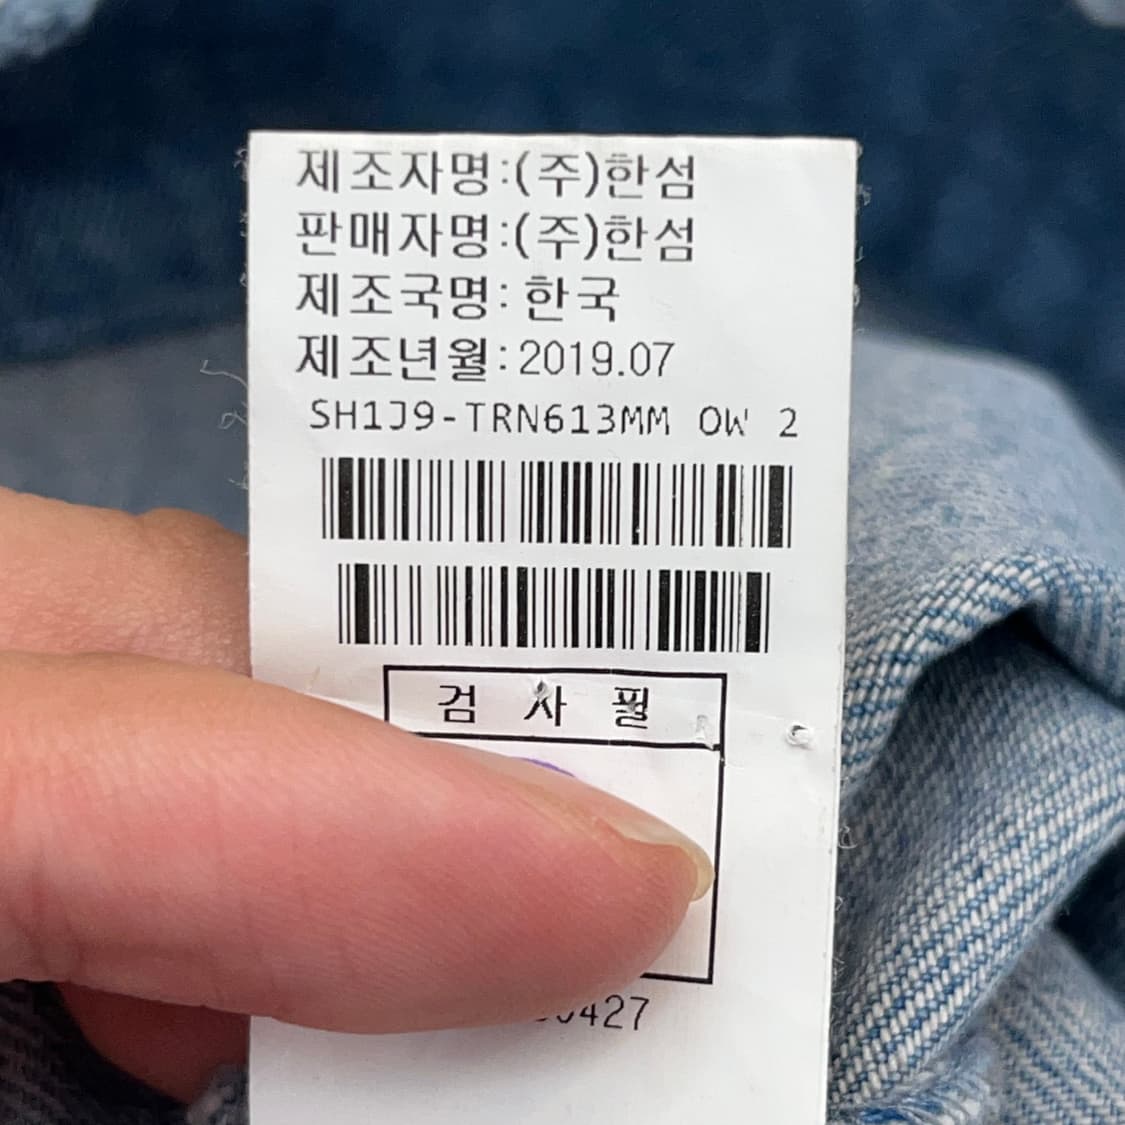 제조자명:(주)한섬
판매자명:(주)한섬
제조국명: 한국
제조년월:2019.07
SH1J9-TRN613MM OW 2
검 사 필